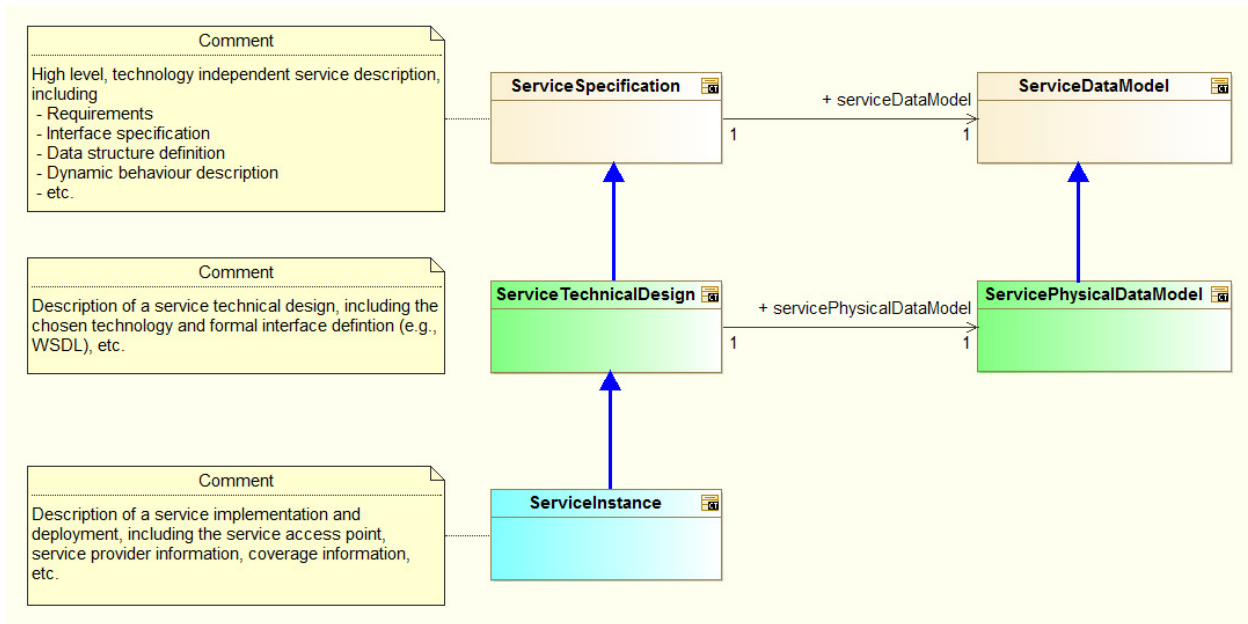 Comment
High level, technology independent service description,
including
- Requirements
- Interface specification
- Data structure definition
- Dynamic behaviour description
- etc.
ServiceSpecification
+ serviceDataModel
1
1
ServiceDataModel
Comment
Description of a service technical design, including the
chosen technology and formal interface defintion (e.g.,
WSDL), etc.
ServiceTechnicalDesign
+ servicePhysicalDataModel
1
1
ServicePhysicalDataModel
Comment
Description of a service implementation and
deployment, including the service access point,
service provider information, coverage information,
etc.
ServiceInstance